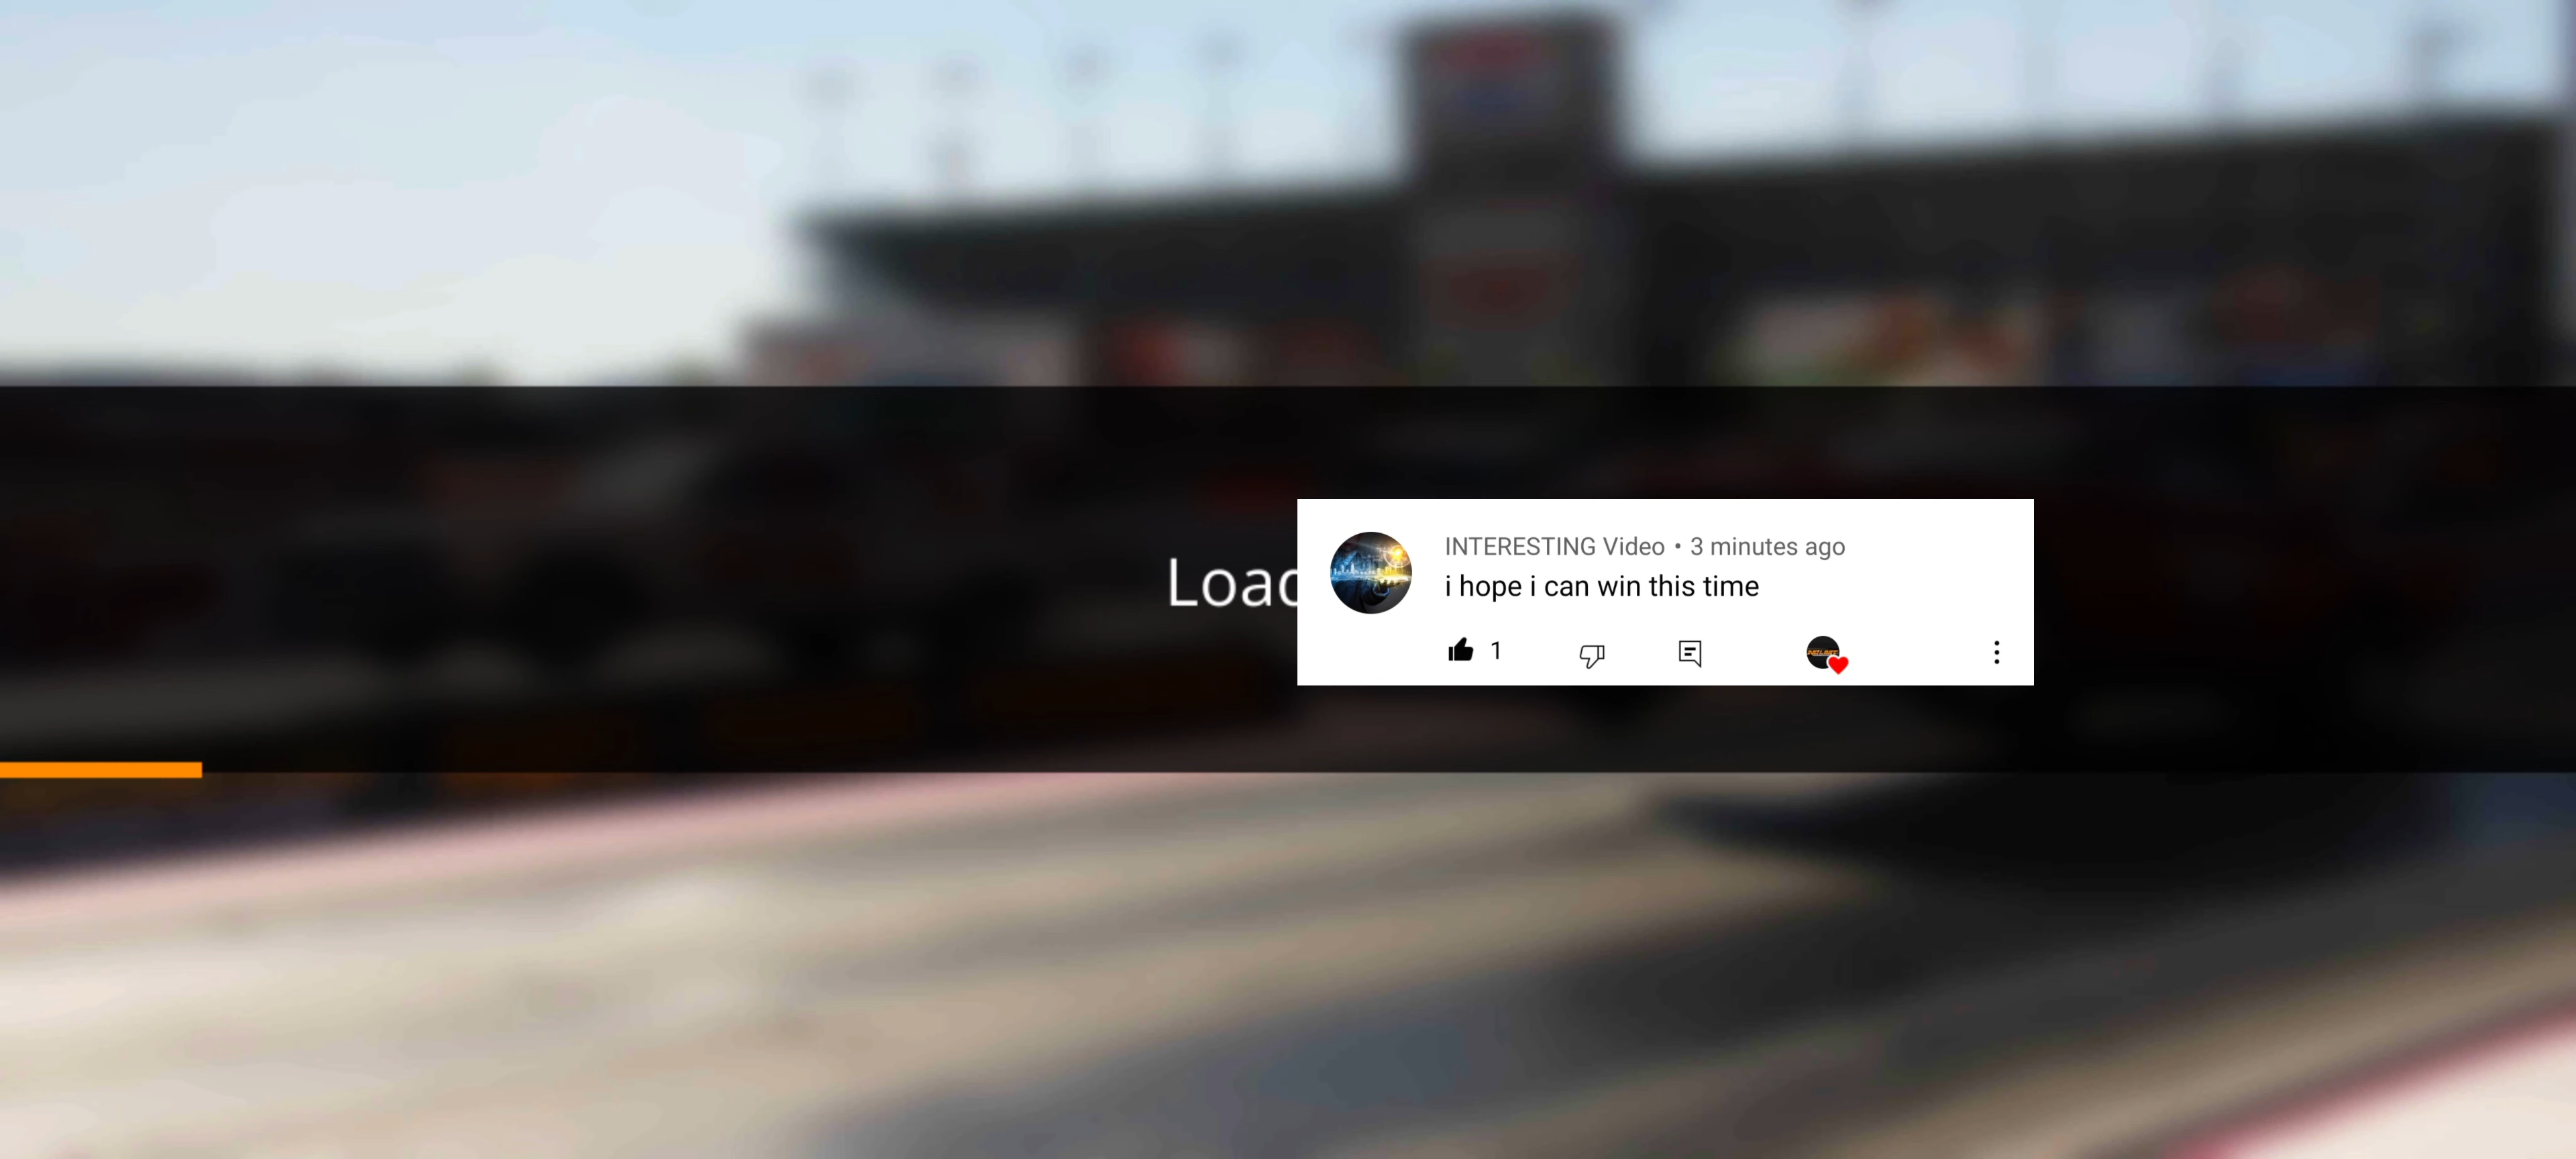 Load
INTERESTING Video • 3 minutes ago
i hope i can win this time
1